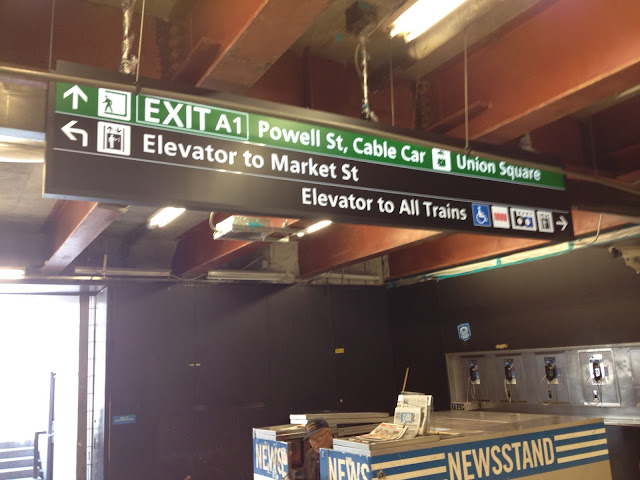 EXIT A1 Powell St, Cable Car Union Square
Elevator to Market St
Elevator to All Trains
NEWS
NEWS
NEWSSTAND